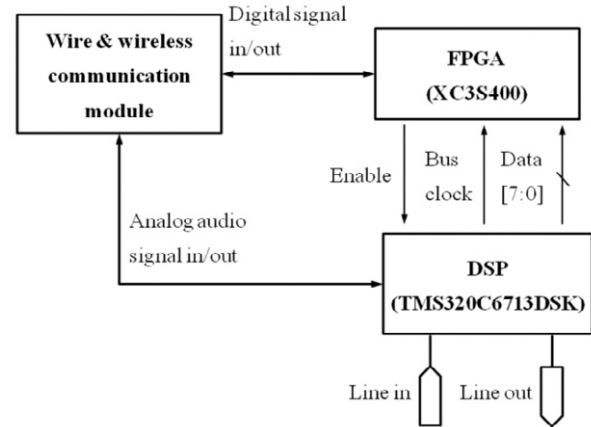 Digital signal
in/out
Wire & wireless
communication
module
FPGA
(XC3S400)
Enable
Bus
clock
Data
[7:0]
Analog audio
signal in/out
DSP
(TMS320C6713DSK)
Line in
Line out